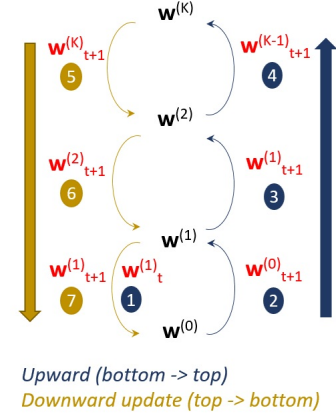 w(K)
w(K)t+1
w(K-1)t+1
5
4
w(2)
w(2)t+1
w(1)t+1
6
3
w(1)
w(1)t+1
w(1)t
w(0)t+1
7
1
2
w(0)
Upward (bottom -> top)
Downward update (top -> bottom)